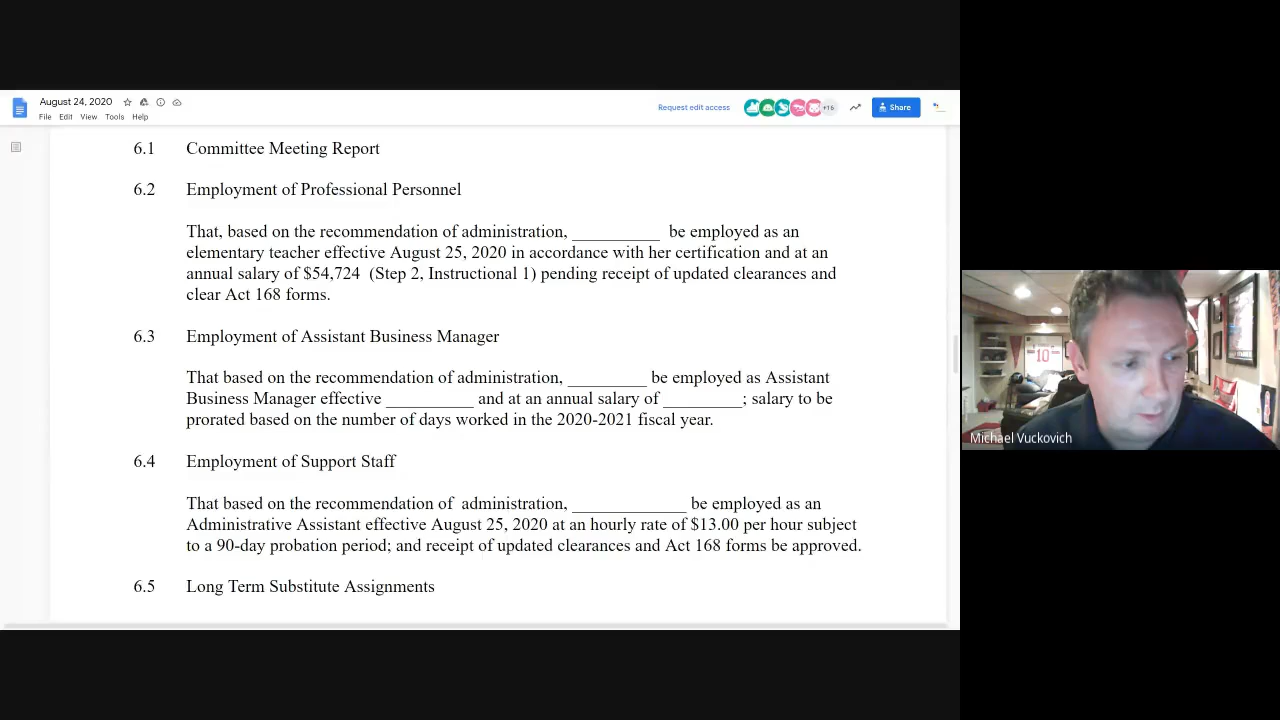 August 24, 2020
File Edit View Tools Help
Request edit access
+16
Share
6.1 Committee Meeting Report
6.2 Employment of Professional Personnel
That, based on the recommendation of administration, __________ be employed as an
elementary teacher effective August 25, 2020 in accordance with her certification and at an
annual salary of $54,724 (Step 2, Instructional 1) pending receipt of updated clearances and
clear Act 168 forms.
6.3 Employment of Assistant Business Manager
That based on the recommendation of administration, _________ be employed as Assistant
Business Manager effective __________ and at an annual salary of _________; salary to be
prorated based on the number of days worked in the 2020-2021 fiscal year.
6.4 Employment of Support Staff
That based on the recommendation of administration, _____________ be employed as an
Administrative Assistant effective August 25, 2020 at an hourly rate of $13.00 per hour subject
to a 90-day probation period; and receipt of updated clearances and Act 168 forms be approved.
6.5 Long Term Substitute Assignments
10
Michael Vuckovich